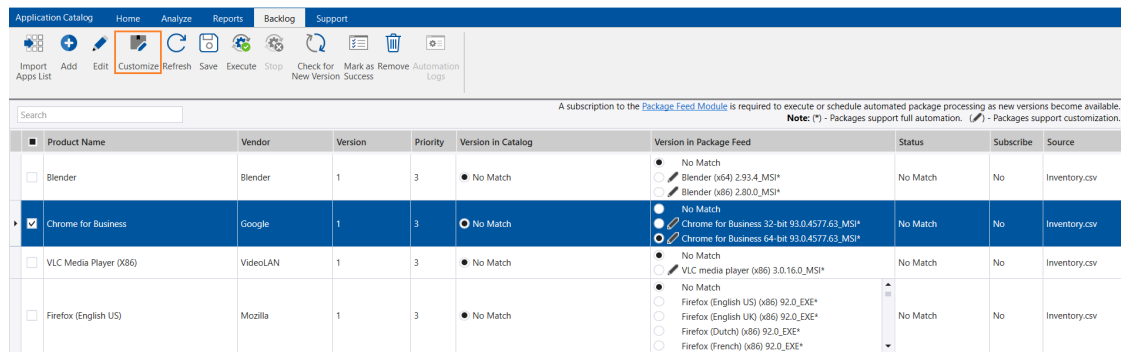 Application Catalog Home Analyze Reports Backlog Support
Import Apps List Add Edit Customize Refresh Save Execute Stop Check for New Version Mark as Success Remove Automation Logs
Search
A subscription to the Package Feed Module is required to execute or schedule automated package processing as new versions become available.
Note: (*) - Packages support full automation. ( ) - Packages support customization.
Product Name Vendor Version Priority Version in Catalog Version in Package Feed Status Subscribe Source
No Match
Blender Blender 1 3 No Match Blender (x64) 2.93.4_MSI* No Match No Inventory.csv
Blender (x86) 2.80.0_MSI*
No Match
Chrome for Business Google 1 3 No Match Chrome for Business 32-bit 93.0.4577.63_MSI* No Match No Inventory.csv
Chrome for Business 64-bit 93.0.4577.63_MSI*
No Match
VLC Media Player (X86) VideoLAN 1 3 No Match VLC media player (x86) 3.0.16.0_MSI* No Match No Inventory.csv
No Match
Firefox (English US) (x86) 92.0_EXE*
Firefox (English US) Mozilla 1 3 No Match Firefox (English UK) (x86) 92.0_EXE* No Match No Inventory.csv
Firefox (Dutch) (x86) 92.0_EXE*
Firefox (French) (x86) 92.0_EXE*